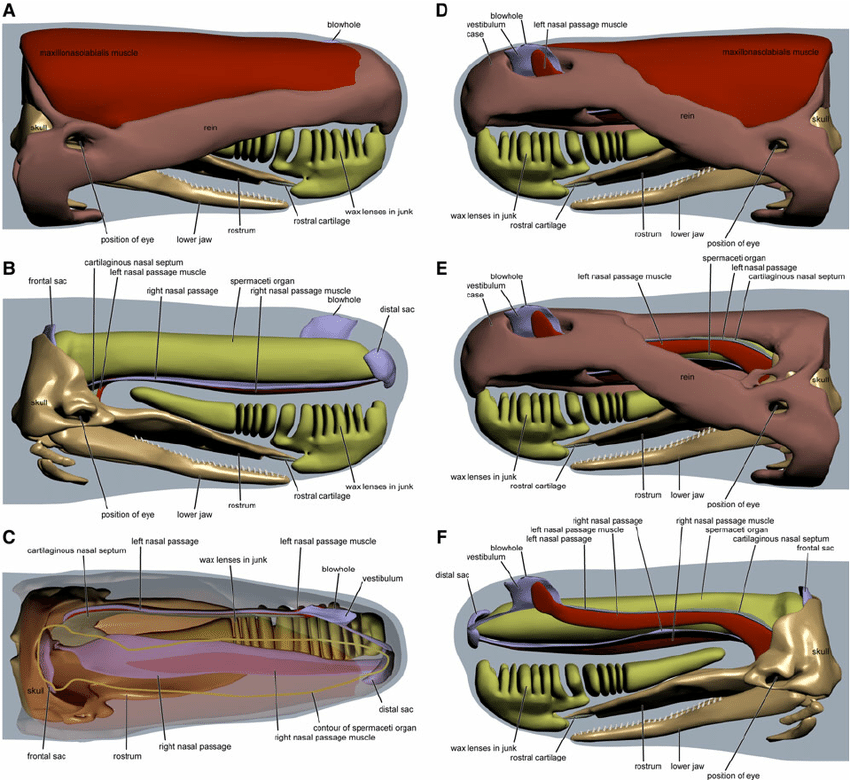 A
blowhole
maxillonasolabialis muscle
skull
rein
wax lenses in junk
rostral cartilage
rostrum
lower jaw
position of eye
D
blowhole
vestibulum
left nasal passage muscle
case
maxillonasolabialis muscle
rein
skull
wax lenses in junk
rostral cartilage
rostrum
lower jaw
position of eye
B
cartilaginous nasal septum
left nasal passage muscle
frontal sac
right nasal passage
spermaceti organ
right nasal passage muscle
blowhole
distal sac
skull
wax lenses in junk
rostral cartilage
rostrum
lower jaw
position of eye
E
spermaceti organ
blowhole
left nasal passage muscle
left nasal passage
vestibulum
cartilaginous nasal septum
case
rein
skull
wax lenses in junk
rostral cartilage
rostrum
lower jaw
position of eye
C
left nasal passage
left nasal passage muscle
cartilaginous nasal septum
wax lenses in junk
blowhole
vestibulum
skull
distal sac
contour of spermaceti organ
right nasal passage muscle
right nasal passage
rostrum
frontal sac
F
right nasal passage
right nasal passage muscle
left nasal passage muscle
spermaceti organ
blowhole
left nasal passage
cartilaginous nasal septum
vestibulum
frontal sac
distal sac
skull
wax lenses in junk
rostral cartilage
rostrum
lower jaw
position of eye